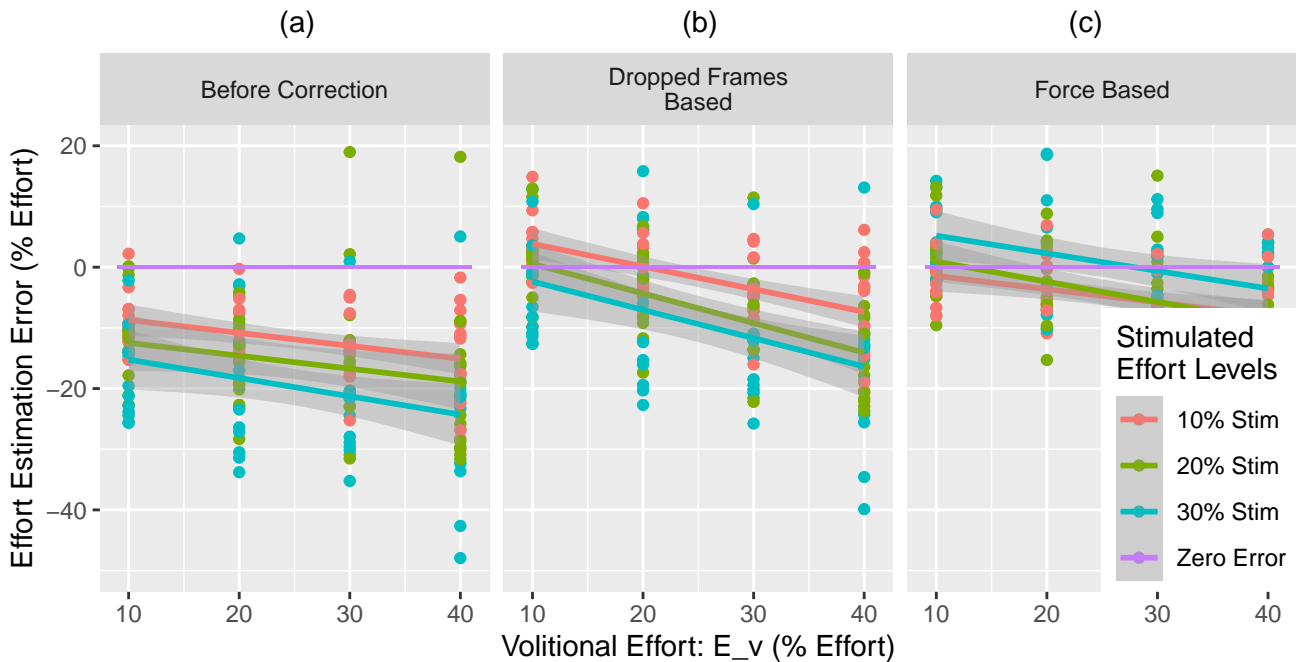 (a)
(b)
(c)
Before Correction
Dropped Frames
Based
Force Based
Effort Estimation Error (% Effort)
20
0
−20
−40
10
20
30
40
10
20
30
40
10
20
30
40
Volitional Effort: E_v (% Effort)
Stimulated
Effort Levels
10% Stim
20% Stim
30% Stim
Zero Error